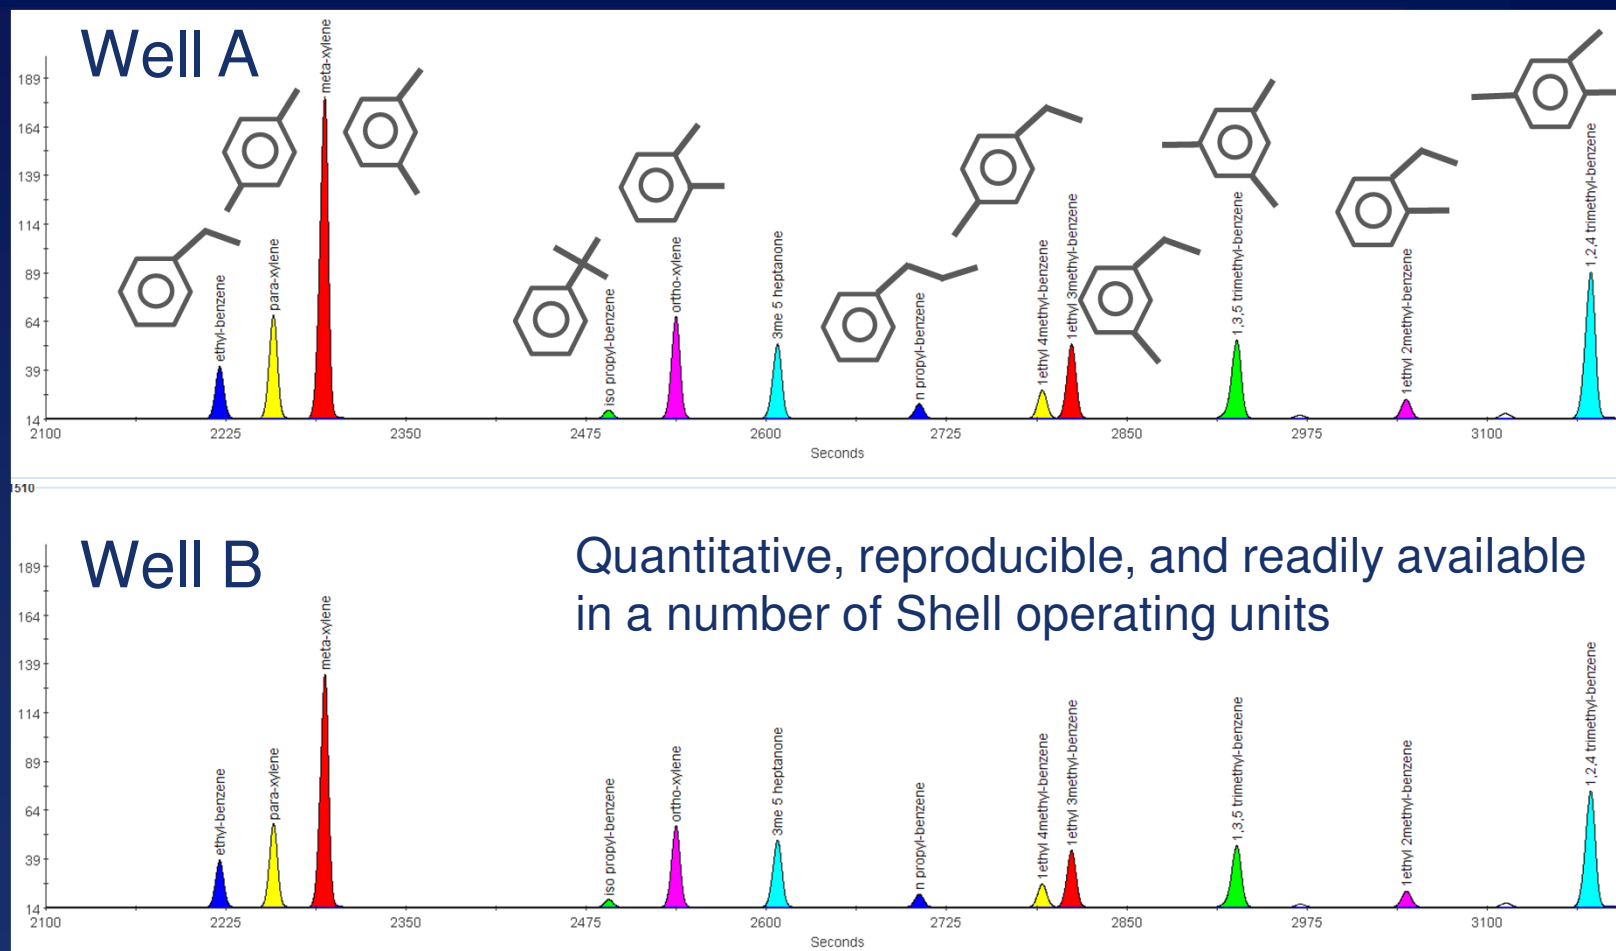 Well A
189
164
139
114
89
64
39
14
ethyl-benzene
para-xylene
meta-xylene
iso propyl-benzene
ortho-xylene
3me 5 heptanone
n propyl-benzene
1ethyl 4methyl-benzene
1ethyl 3methyl-benzene
1,3,5 trimethyl-benzene
1ethyl 2methyl-benzene
1,2,4 trimethyl-benzene
2100 2225 2350 2475 2600 2725 2850 2975 3100
Seconds
1510
Well B
Quantitative, reproducible, and readily available
in a number of Shell operating units
189
164
139
114
89
64
39
14
ethyl-benzene
para-xylene
meta-xylene
iso propyl-benzene
ortho-xylene
3me 5 heptanone
n propyl-benzene
1ethyl 4methyl-benzene
1ethyl 3methyl-benzene
1,3,5 trimethyl-benzene
1ethyl 2methyl-benzene
1,2,4 trimethyl-benzene
2100 2225 2350 2475 2600 2725 2850 2975 3100
Seconds